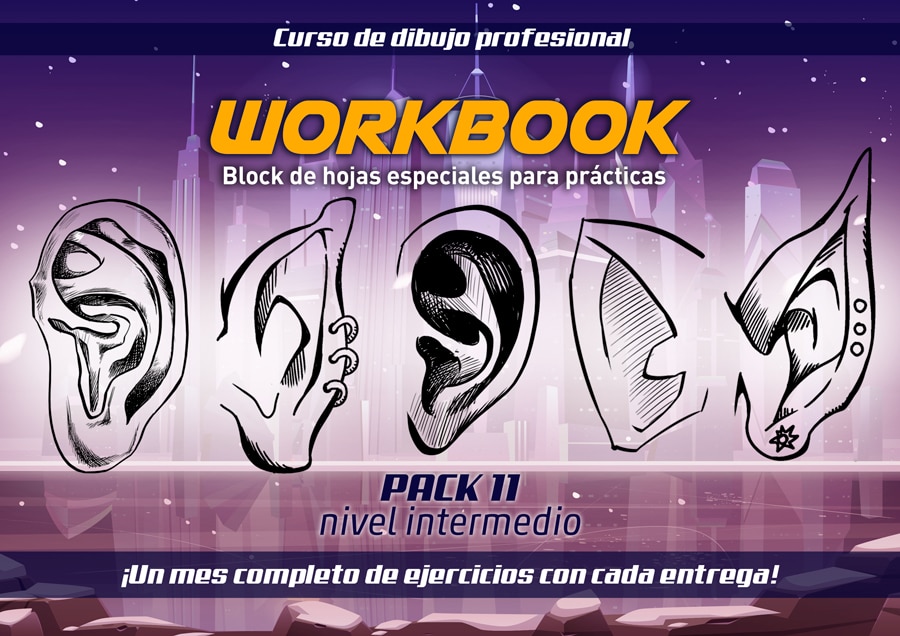 Curso de dibujo profesional
WORKBOOK
Block de hojas especiales para prácticas
PACK 11
nivel intermedio
¡Un mes completo de ejercicios con cada entrega!